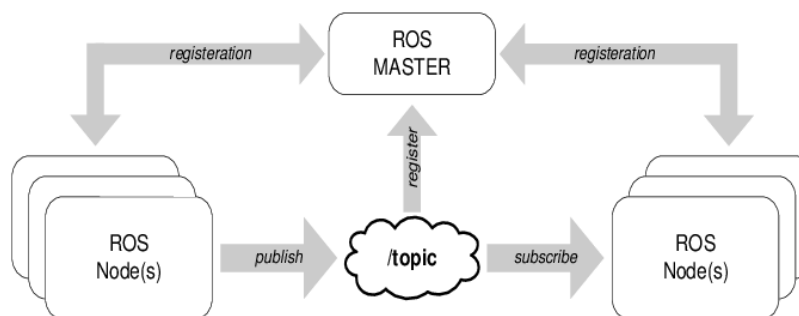 ROS
MASTER
registeration
registeration
register
ROS
Node(s)
publish
/topic
subscribe
ROS
Node(s)